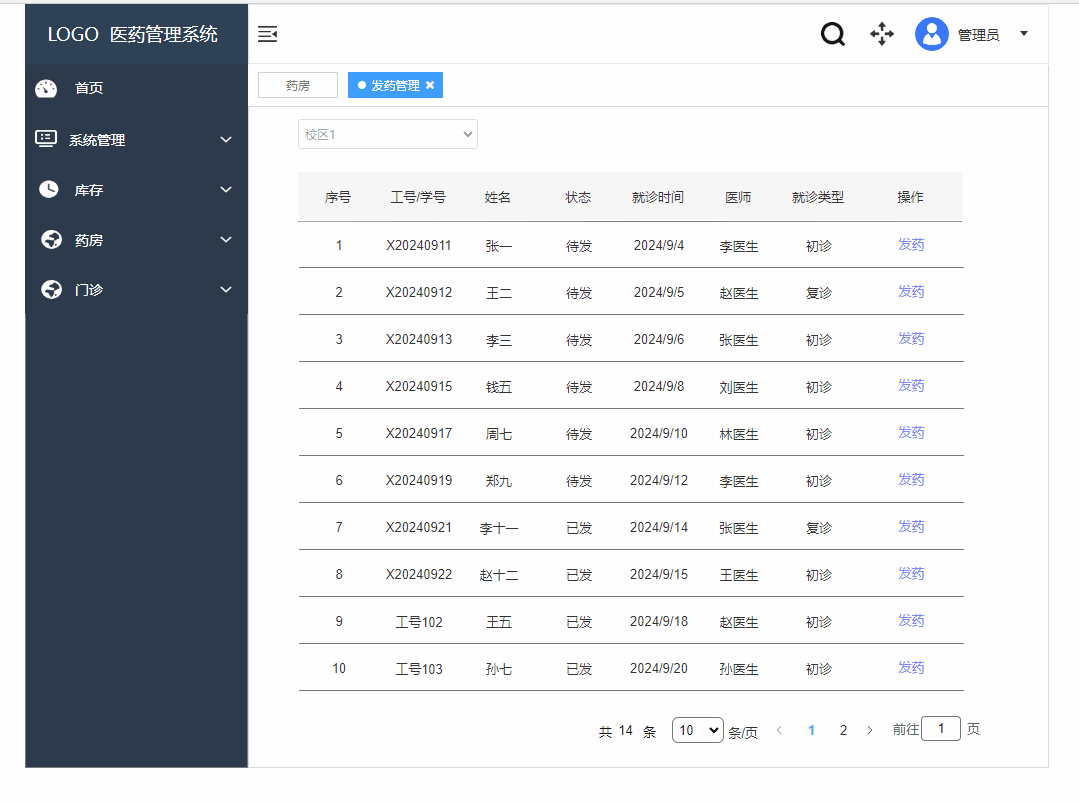 LOGO 医药管理系统
管理员
首页
系统管理
库存
药房
门诊
药房 发药管理
校区1
序号 工号/学号 姓名 状态 就诊时间 医师 就诊类型 操作
1 X20240911 张一 待发 2024/9/4 李医生 初诊 发药
2 X20240912 王二 待发 2024/9/5 赵医生 复诊 发药
3 X20240913 李三 待发 2024/9/6 张医生 初诊 发药
4 X20240915 钱五 待发 2024/9/8 刘医生 初诊 发药
5 X20240917 周七 待发 2024/9/10 林医生 初诊 发药
6 X20240919 郑九 待发 2024/9/12 李医生 初诊 发药
7 X20240921 李十一 已发 2024/9/14 张医生 复诊 发药
8 X20240922 赵十二 已发 2024/9/15 王医生 初诊 发药
9 工号102 王五 已发 2024/9/18 赵医生 初诊 发药
10 工号103 孙七 已发 2024/9/20 孙医生 初诊 发药
共 14 条 10 条/页 1 2 前往 1 页